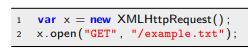 1 var x = new XMLHttpRequest();
2 x.open("GET", "/example.txt");